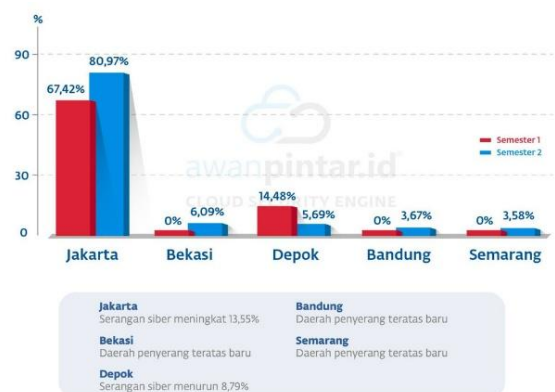 %
90
60
30
0
67,42%
80,97%
0%
6,09%
14,48%
5,69%
0%
3,67%
0%
3,58%
Semester 1
Semester 2
awanpintar.id
CLOUD SECURITY ENGINE
Jakarta
Bekasi
Depok
Bandung
Semarang
Jakarta
Serangan siber meningkat 13,55%
Bekasi
Daerah penyerang teratas baru
Depok
Serangan siber menurun 8,79%
Bandung
Daerah penyerang teratas baru
Semarang
Daerah penyerang teratas baru